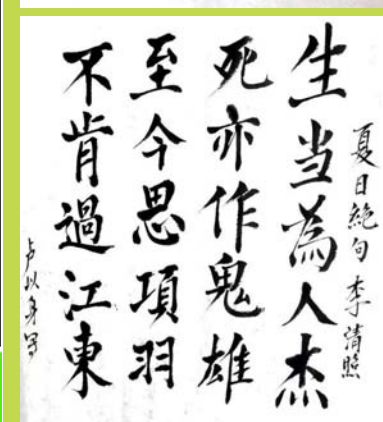 夏日絶句 李清照
生当為人杰
死亦作鬼雄
至今思項羽
不肯過江東
卢以身写